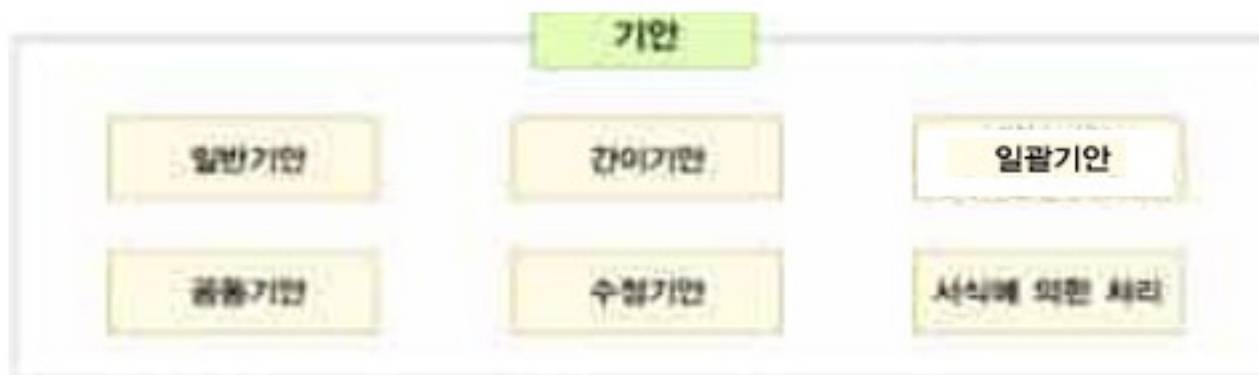 기안
일반기안
간이기안
일괄기안
공동기안
수정기안
서식에 의한 처리